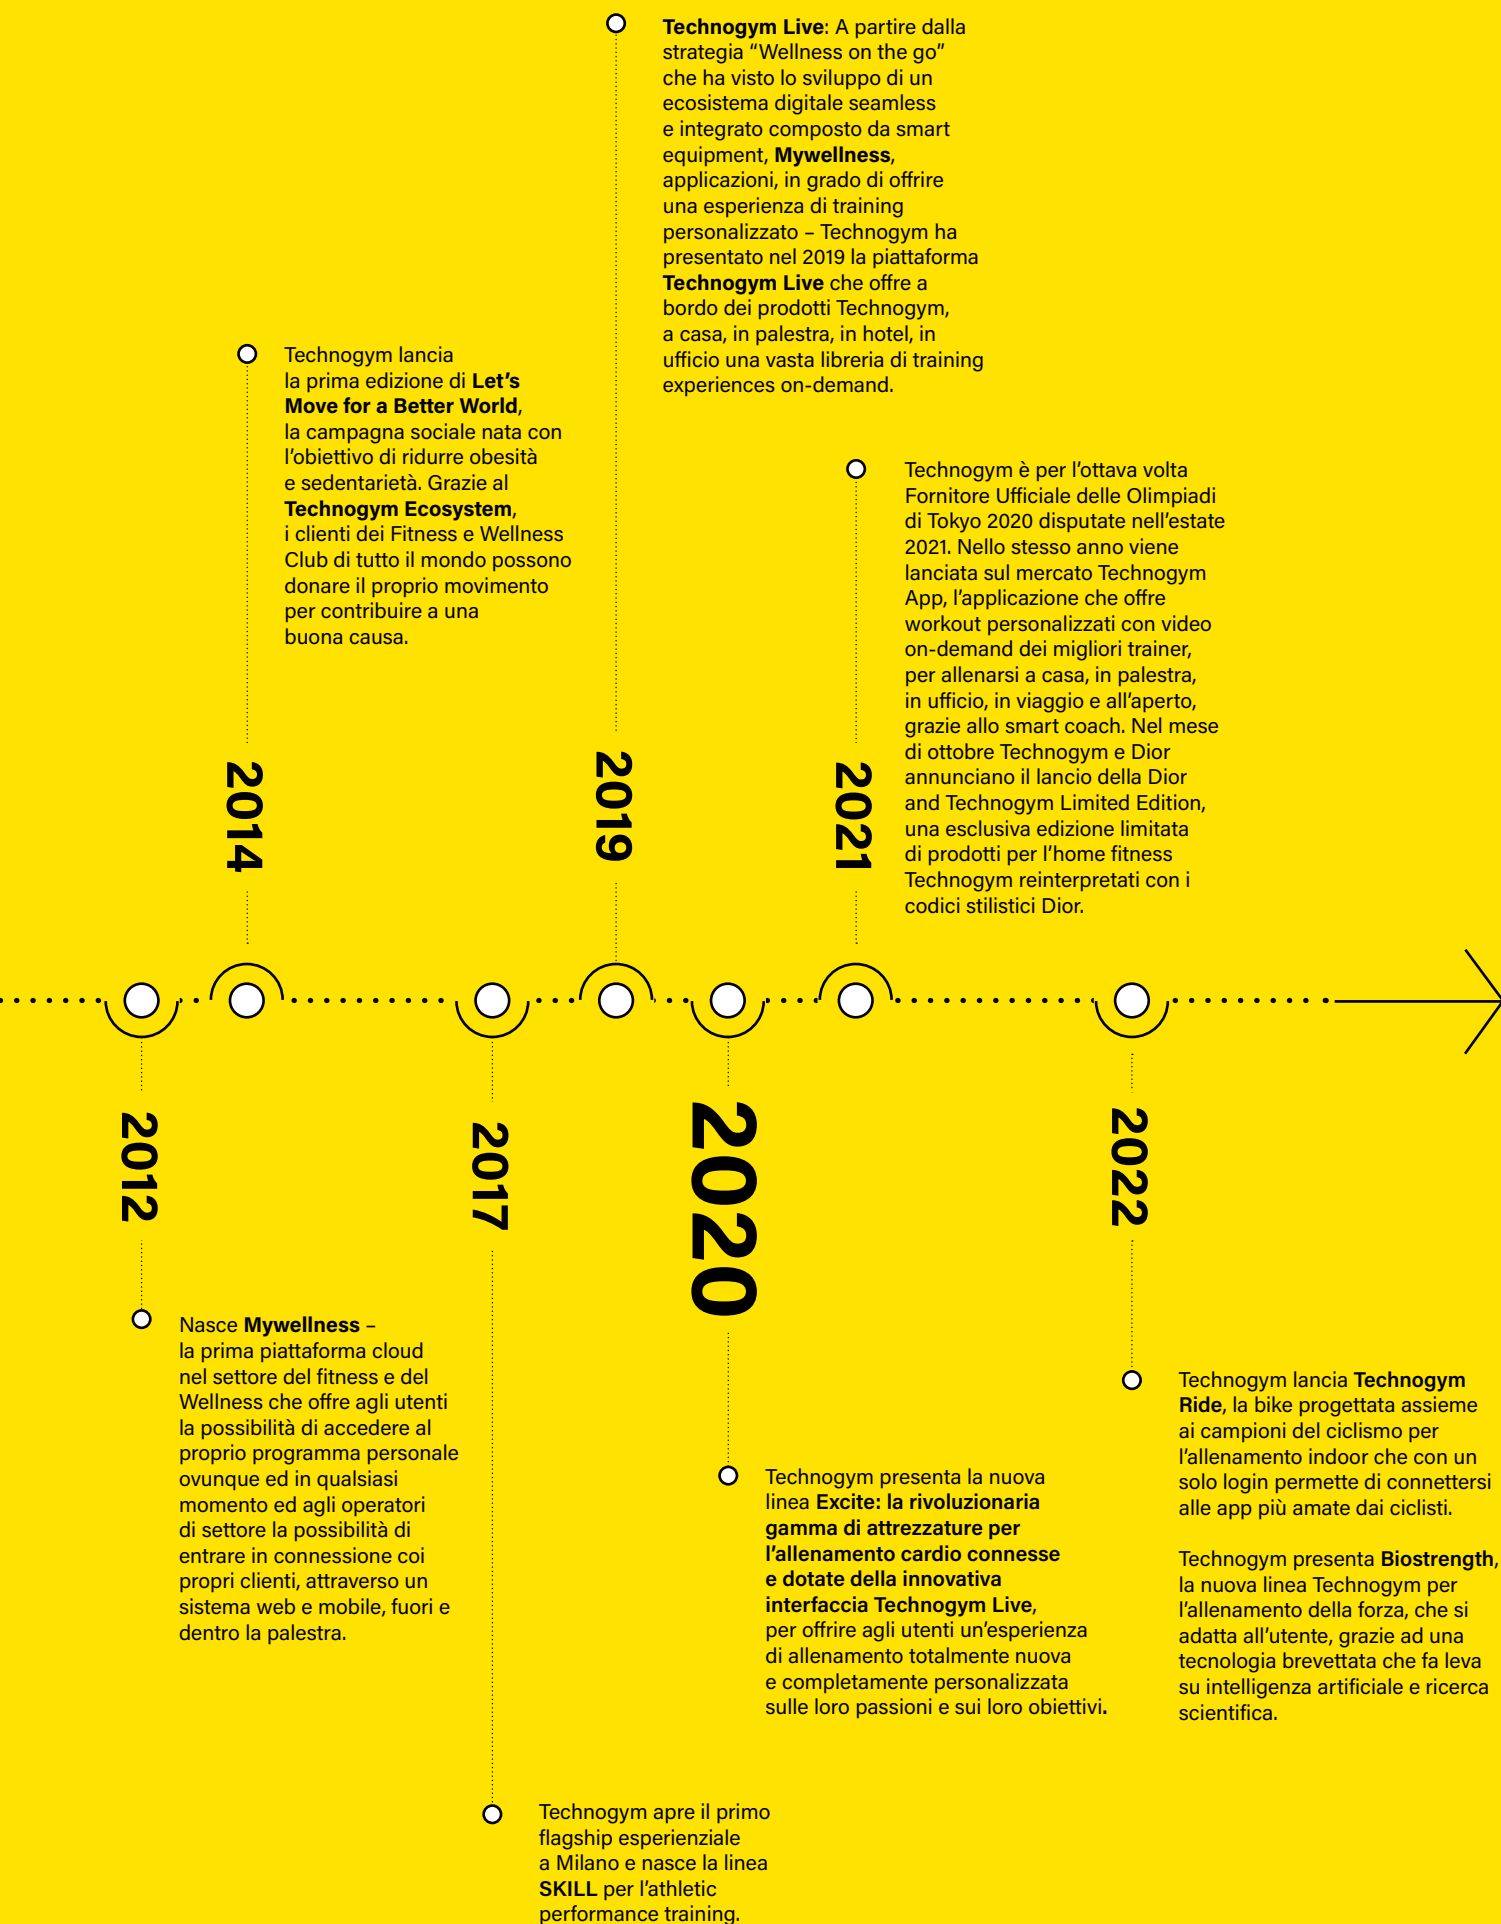 Technogym Live: A partire dalla
strategia “Wellness on the go”
che ha visto lo sviluppo di un
ecosistema digitale seamless
e integrato composto da smart
equipment, Mywellness,
applicazioni, in grado di offrire
una esperienza di training
personalizzato – Technogym ha
presentato nel 2019 la piattaforma
Technogym Live che offre a
bordo dei prodotti Technogym,
a casa, in palestra, in hotel, in
ufficio una vasta libreria di training
experiences on-demand.
Technogym lancia
la prima edizione di Let’s
Move for a Better World,
la campagna sociale nata con
l’obiettivo di ridurre obesità
e sedentarietà. Grazie al
Technogym Ecosystem,
i clienti dei Fitness e Wellness
Club di tutto il mondo possono
donare il proprio movimento
per contribuire a una
buona causa.
Technogym è per l’ottava volta
Fornitore Ufficiale delle Olimpiadi
di Tokyo 2020 disputate nell’estate
2021. Nello stesso anno viene
lanciata sul mercato Technogym
App, l’applicazione che offre
workout personalizzati con video
on-demand dei migliori trainer,
per allenarsi a casa, in palestra,
in ufficio, in viaggio e all’aperto,
grazie allo smart coach. Nel mese
di ottobre Technogym e Dior
annunciano il lancio della Dior
and Technogym Limited Edition,
una esclusiva edizione limitata
di prodotti per l’home fitness
Technogym reinterpretati con i
codici stilistici Dior.
2014
2019
2021
2012
2017
2020
2022
Nasce Mywellness –
la prima piattaforma cloud
nel settore del fitness e del
Wellness che offre agli utenti
la possibilità di accedere al
proprio programma personale
ovunque ed in qualsiasi
momento ed agli operatori
di settore la possibilità di
entrare in connessione coi
propri clienti, attraverso un
sistema web e mobile, fuori e
dentro la palestra.
Technogym apre il primo
flagship esperienziale
a Milano e nasce la linea
SKILL per l’athletic
performance training.
Technogym presenta la nuova
linea Excite: la rivoluzionaria
gamma di attrezzature per
l’allenamento cardio connesse
e dotate della innovativa
interfaccia Technogym Live,
per offrire agli utenti un’esperienza
di allenamento totalmente nuova
e completamente personalizzata
sulle loro passioni e sui loro obiettivi.
Technogym lancia Technogym
Ride, la bike progettata assieme
ai campioni del ciclismo per
l’allenamento indoor che con un
solo login permette di connettersi
alle app più amate dai ciclisti.
Technogym presenta Biostrength,
la nuova linea Technogym per
l’allenamento della forza, che si
adatta all’utente, grazie ad una
tecnologia brevettata che fa leva
su intelligenza artificiale e ricerca
scientifica.